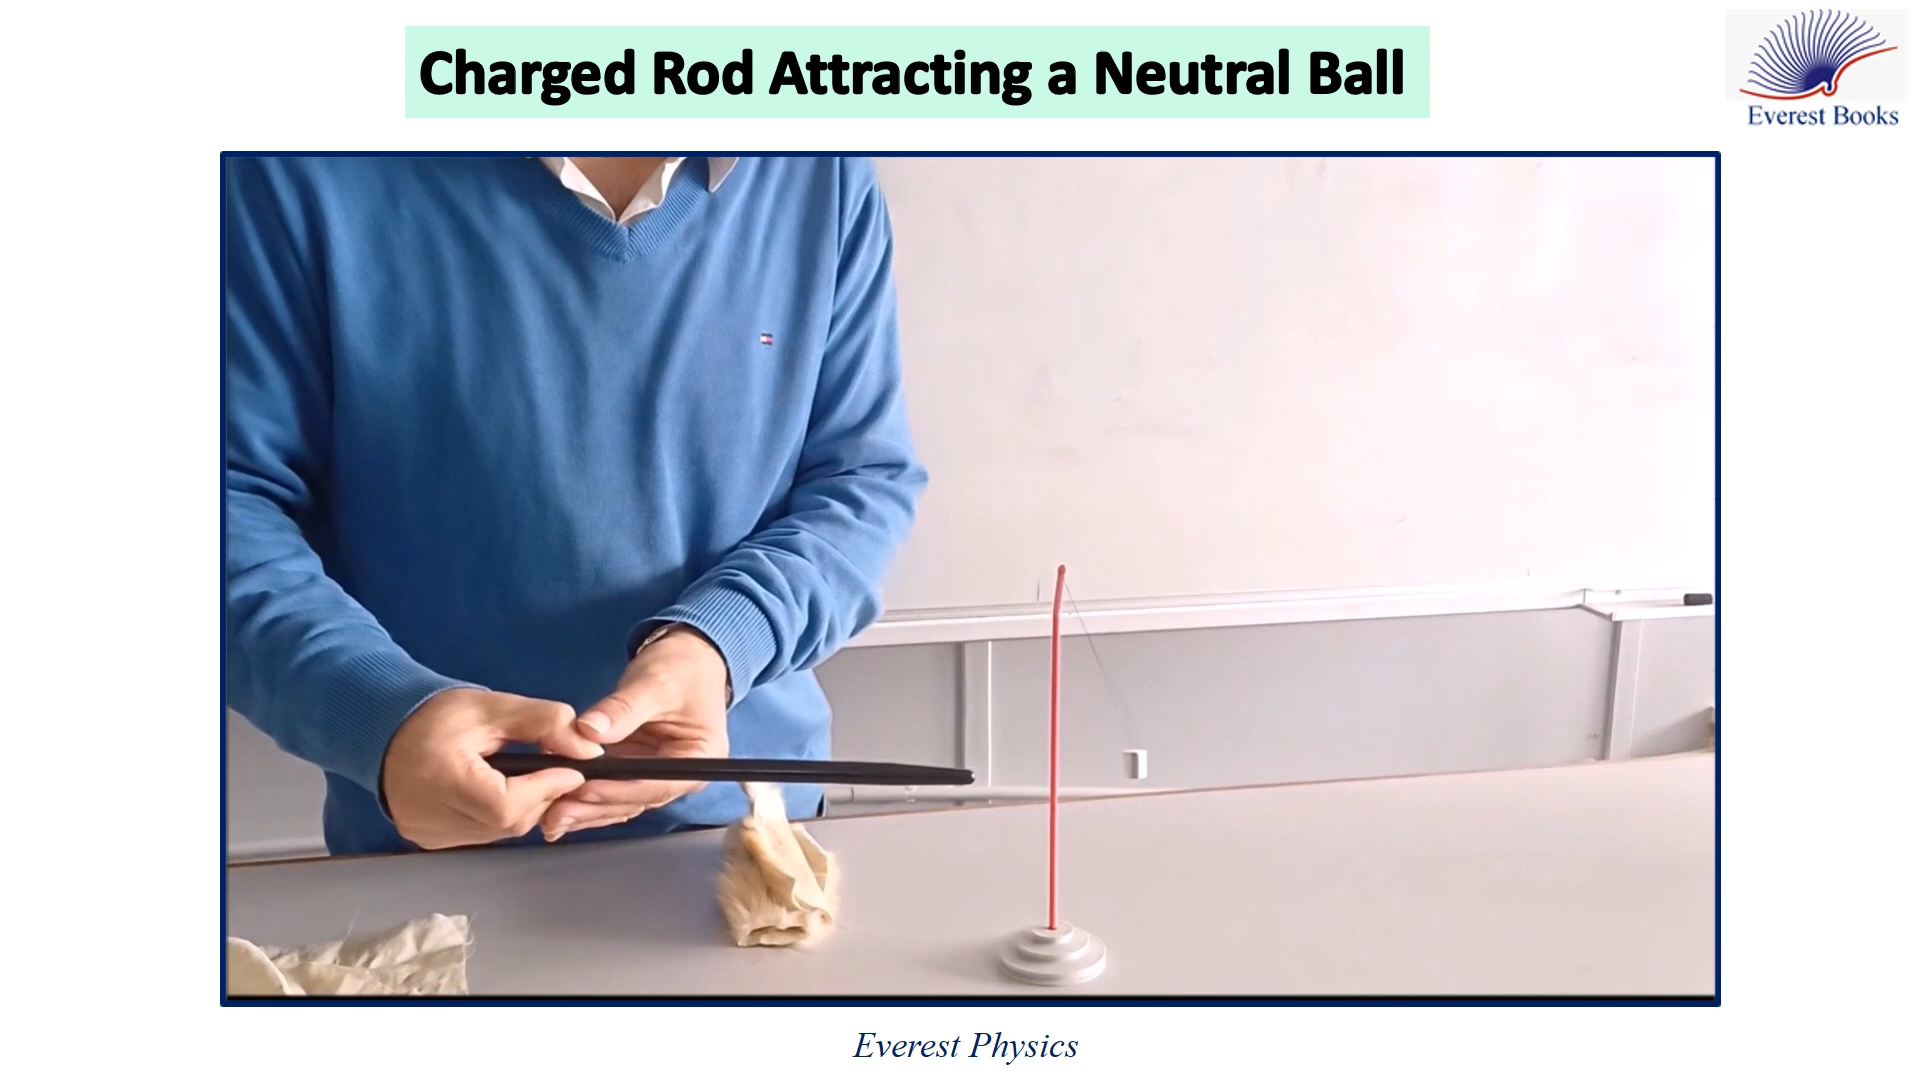 Charged Rod Attracting a Neutral Ball
Everest Books
Everest Physics